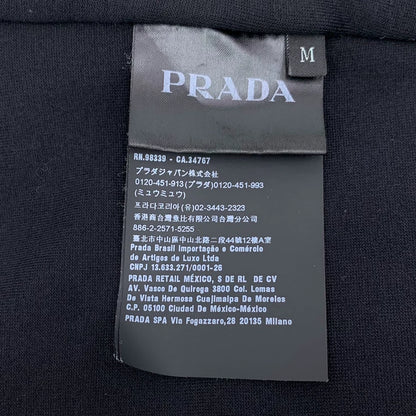 M
PRADA
RN.98339 - CA.34767
プラダジャパン株式会社
0120-451-913(プラダ)0120-451-993
(ミュウミュウ)
프라다코리아(유) 02-3443-2323
香港商台灣普比有限公司台灣分公司
886-2-2571-5255
臺北市中山區中山北路二段44號12樓A室
Prada Brasil Importação e Comércio
de Artigos de Luxo Ltda
CNPJ 13.633.271/0001-26
PRADA RETAIL MÉXICO, S DE RL DE CV
AV. Vasco De Quiroga 3800 Col. Lomas
De Vista Hermosa Cuajimalpa De Morelos
C.P. 05100 Ciudad De México-México
PRADA SPA Via Fogazzaro, 28 20135 Milano